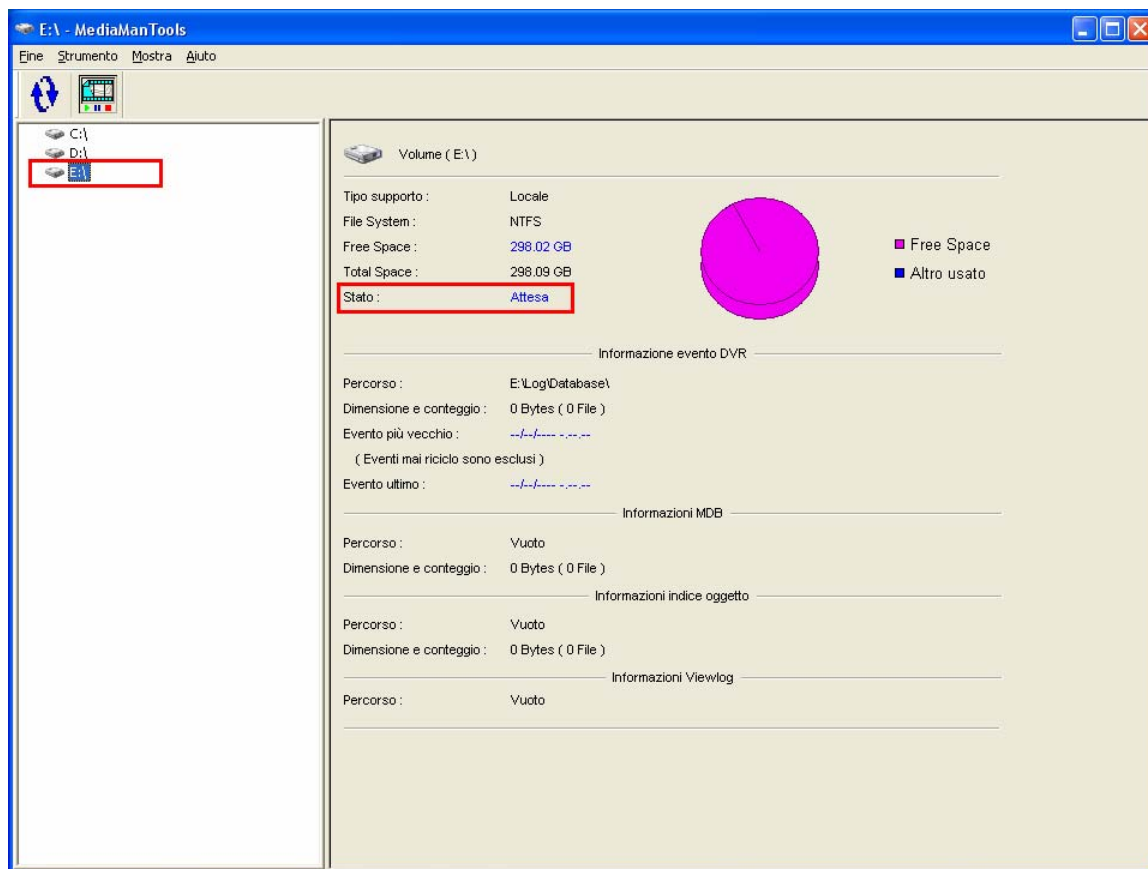 E:\ - MediaManTools
Fine Strumento Mostra Aiuto
C:\
D:\
E:\
Volume ( E:\ )
Tipo supporto : Locale
File System : NTFS
Free Space : 298.02 GB
Total Space : 298.09 GB
Stato : Attesa
Free Space
Altro usato
Informazione evento DVR
Percorso : E:\Log\Database\
Dimensione e conteggio : 0 Bytes ( 0 File )
Evento più vecchio : --/--/---- -.--.--
( Eventi mai riciclo sono esclusi )
Evento ultimo : --/--/---- -.--.--
Informazioni MDB
Percorso : Vuoto
Dimensione e conteggio : 0 Bytes ( 0 File )
Informazioni indice oggetto
Percorso : Vuoto
Dimensione e conteggio : 0 Bytes ( 0 File )
Informazioni Viewlog
Percorso : Vuoto